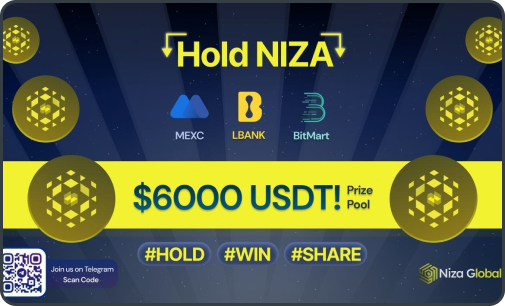 Hold NIZA
MEXC
LBANK
BitMart
$6000 USDT!
Prize
Pool
#HOLD
#WIN
#SHARE
Join us on Telegram
Scan Code
Niza Global